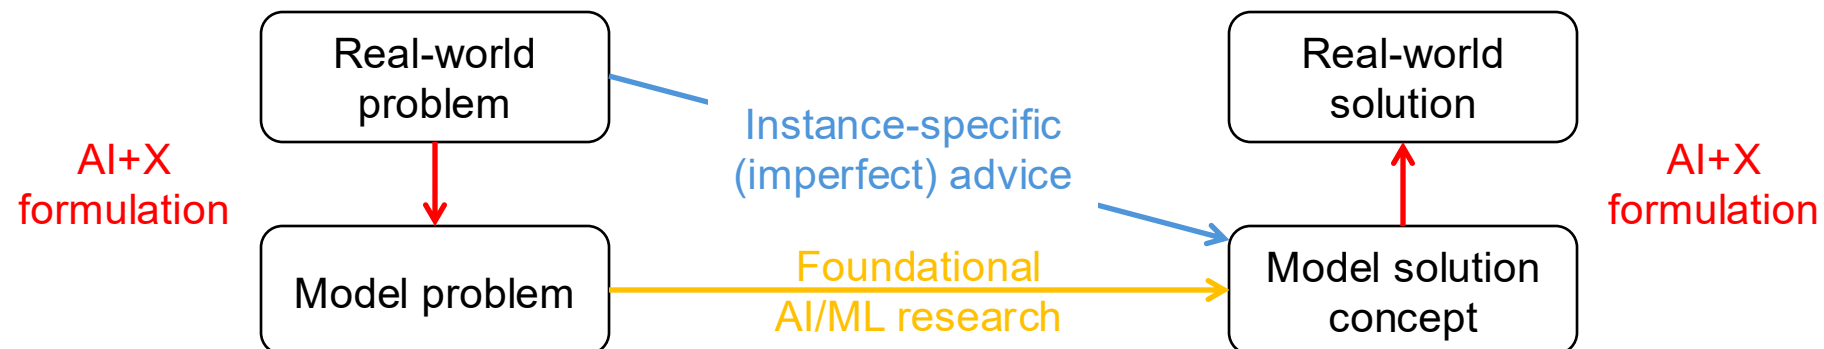 Real-world
problem
Real-world
solution
AI+X
formulation
Instance-specific
(imperfect) advice
AI+X
formulation
Model problem
Foundational
AI/ML research
Model solution
concept